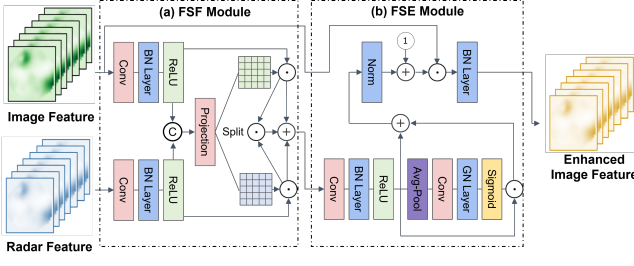 (a) FSF Module
(b) FSE Module
Image Feature
Conv
BN Layer
ReLU
C
Projection
Split
Conv
BN Layer
ReLU
Radar Feature
Norm
1
BN Layer
Conv
BN Layer
ReLU
Avg-Pool
Conv
GN Layer
Sigmoid
Enhanced
Image Feature